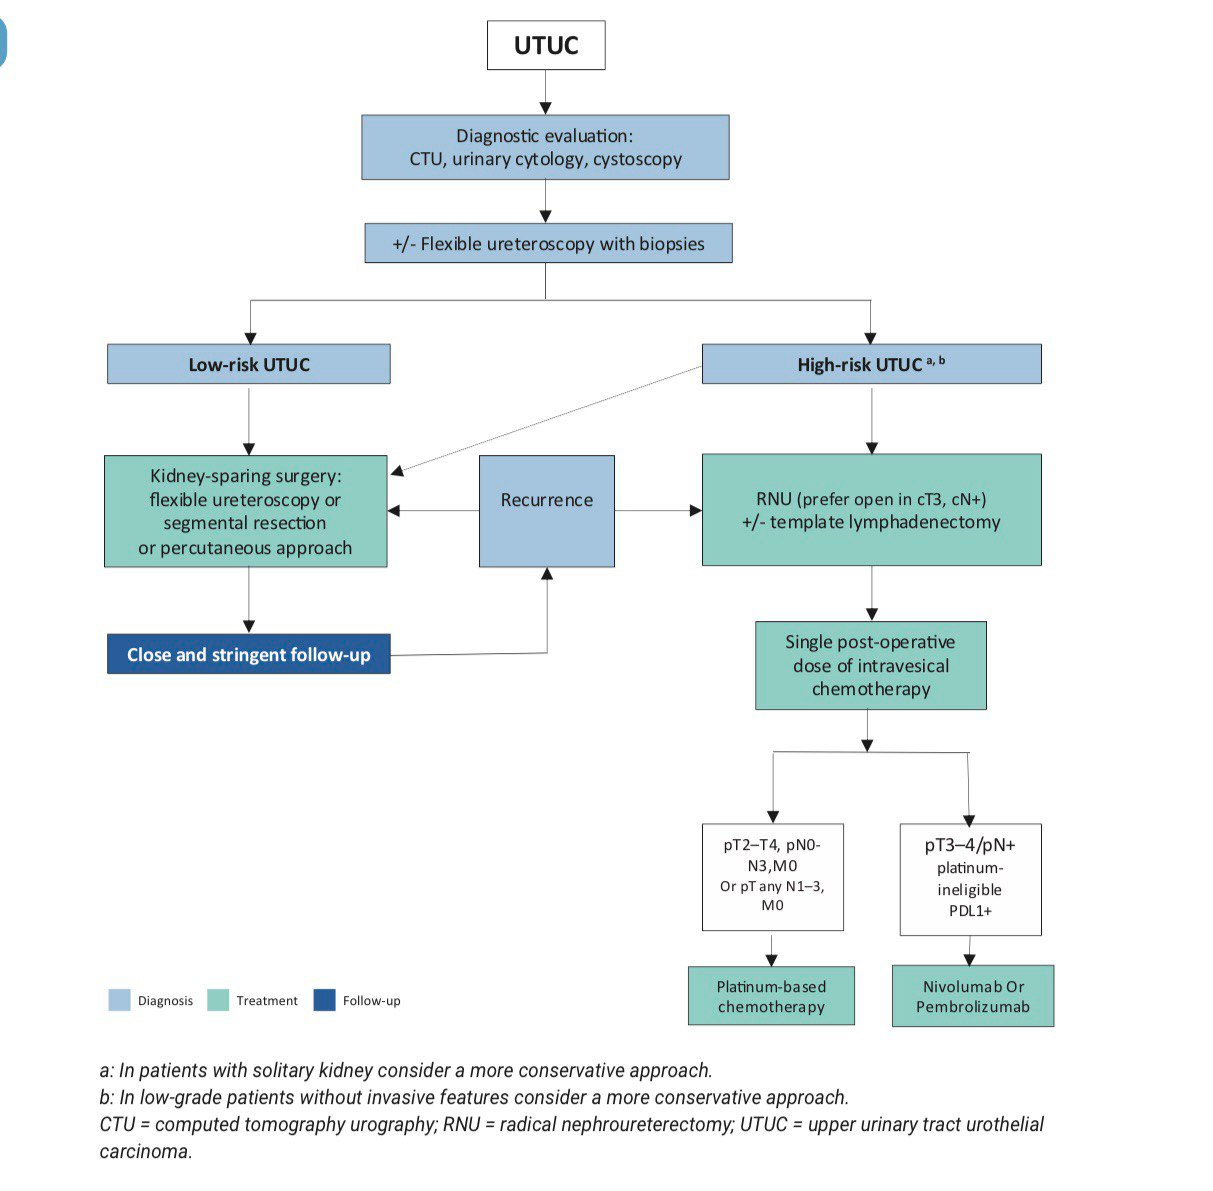 UTUC
Diagnostic evaluation:
CTU, urinary cytology, cystoscopy
+/- Flexible ureteroscopy with biopsies
Low-risk UTUC
High-risk UTUC a, b
Kidney-sparing surgery:
flexible ureteroscopy or
segmental resection
or percutaneous approach
Recurrence
RNU (prefer open in cT3, cN+)
+/- template lymphadenectomy
Close and stringent follow-up
Single post-operative
dose of intravesical
chemotherapy
pT2–T4, pN0-
N3,M0
Or pT any N1–3,
M0
pT3–4/pN+
platinum-
ineligible
PDL1+
Platinum-based
chemotherapy
Nivolumab Or
Pembrolizumab
Diagnosis
Treatment
Follow-up
a: In patients with solitary kidney consider a more conservative approach.
b: In low-grade patients without invasive features consider a more conservative approach.
CTU = computed tomography urography; RNU = radical nephroureterectomy; UTUC = upper urinary tract urothelial
carcinoma.